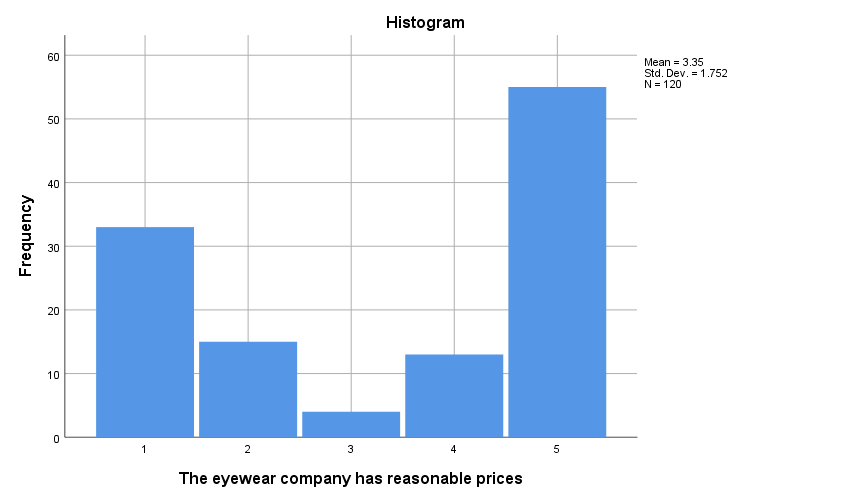 Histogram
Mean = 3.35
Std. Dev. = 1.752
N = 120
60
50
40
30
20
10
0
Frequency
1 2 3 4 5
The eyewear company has reasonable prices